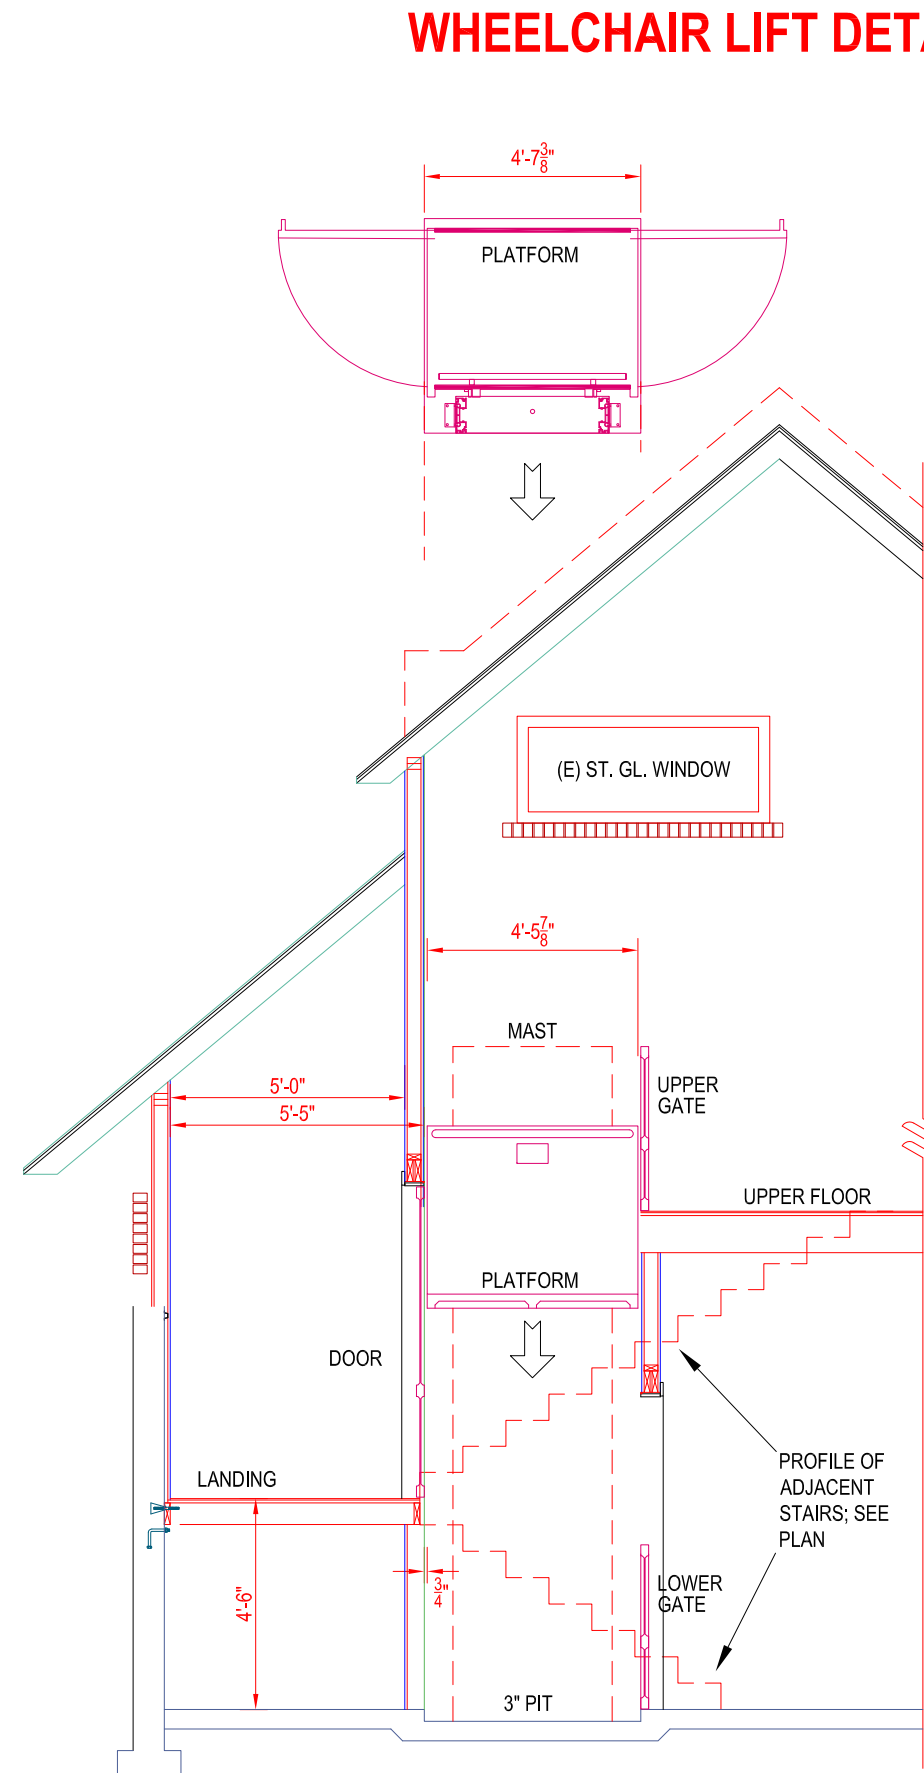 WHEELCHAIR LIFT DETA
4'-7 3/8"
PLATFORM
(E) ST. GL. WINDOW
4'-5 7/8"
MAST
UPPER
GATE
5'-0"
5'-5"
UPPER FLOOR
PLATFORM
DOOR
LANDING
PROFILE OF
ADJACENT
STAIRS; SEE
PLAN
4'-6"
3/4"
LOWER
GATE
3" PIT